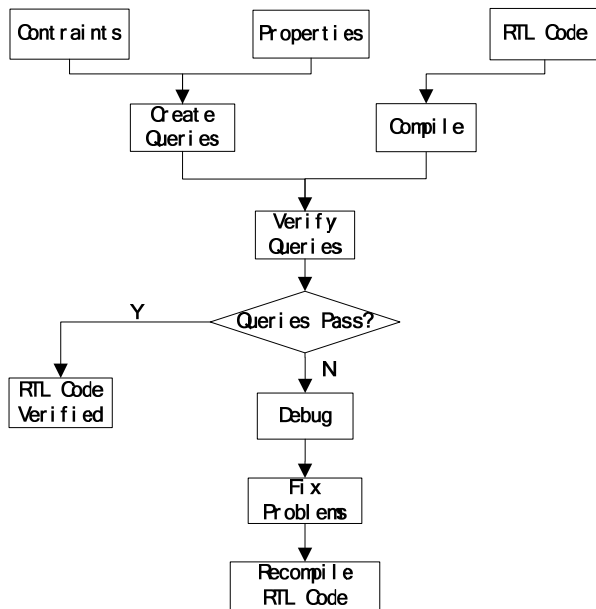 Contraints
Properties
RTL Code
Create
Queries
Compile
Verify
Queries
Queries Pass?
Y
N
RTL Code
Verified
Debug
Fix
Problems
Recompile
RTL Code